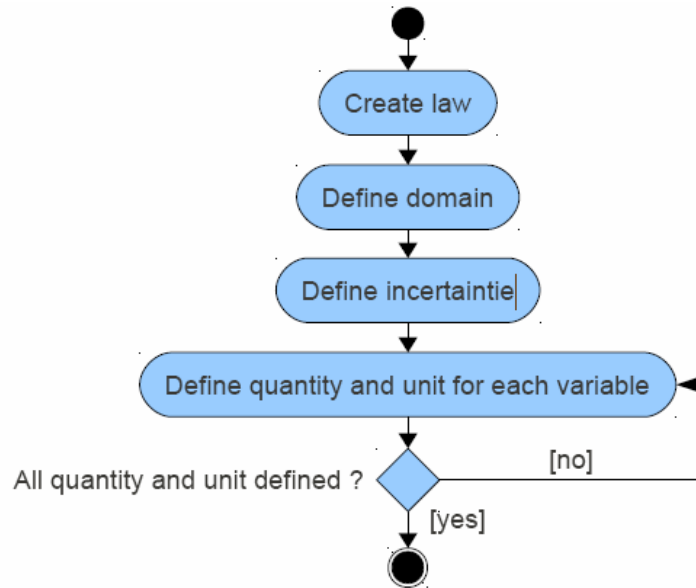 Create law
Define domain
Define incertaintie
Define quantity and unit for each variable
All quantity and unit defined ?
[no]
[yes]